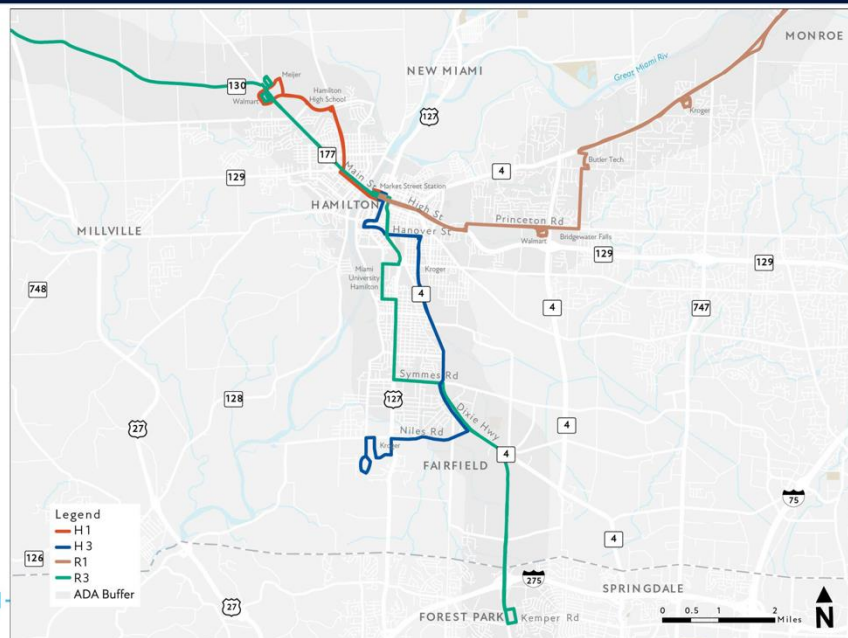 MONROE
NEW MIAMI
Great Miami Riv
Meijer
130
Walmart
Hamilton
High School
127
Kroger
177
Butler Tech
129
Main St
4
Market Street Station
HAMILTON
High St
Princeton Rd
MILLVILLE
Hanover St
Walmart
Bridgewater Falls
129
129
Miami
University
Hamilton
Kroger
748
4
4
747
Symmes Rd
128
127
Dixie Hwy
27
Niles Rd
4
Kroger
4
FAIRFIELD
75
Legend
H1
H3
R1
R3
ADA Buffer
126
4
275
SPRINGDALE
27
FOREST PARK
Kemper Rd
N
0 0.5 1 2
Miles